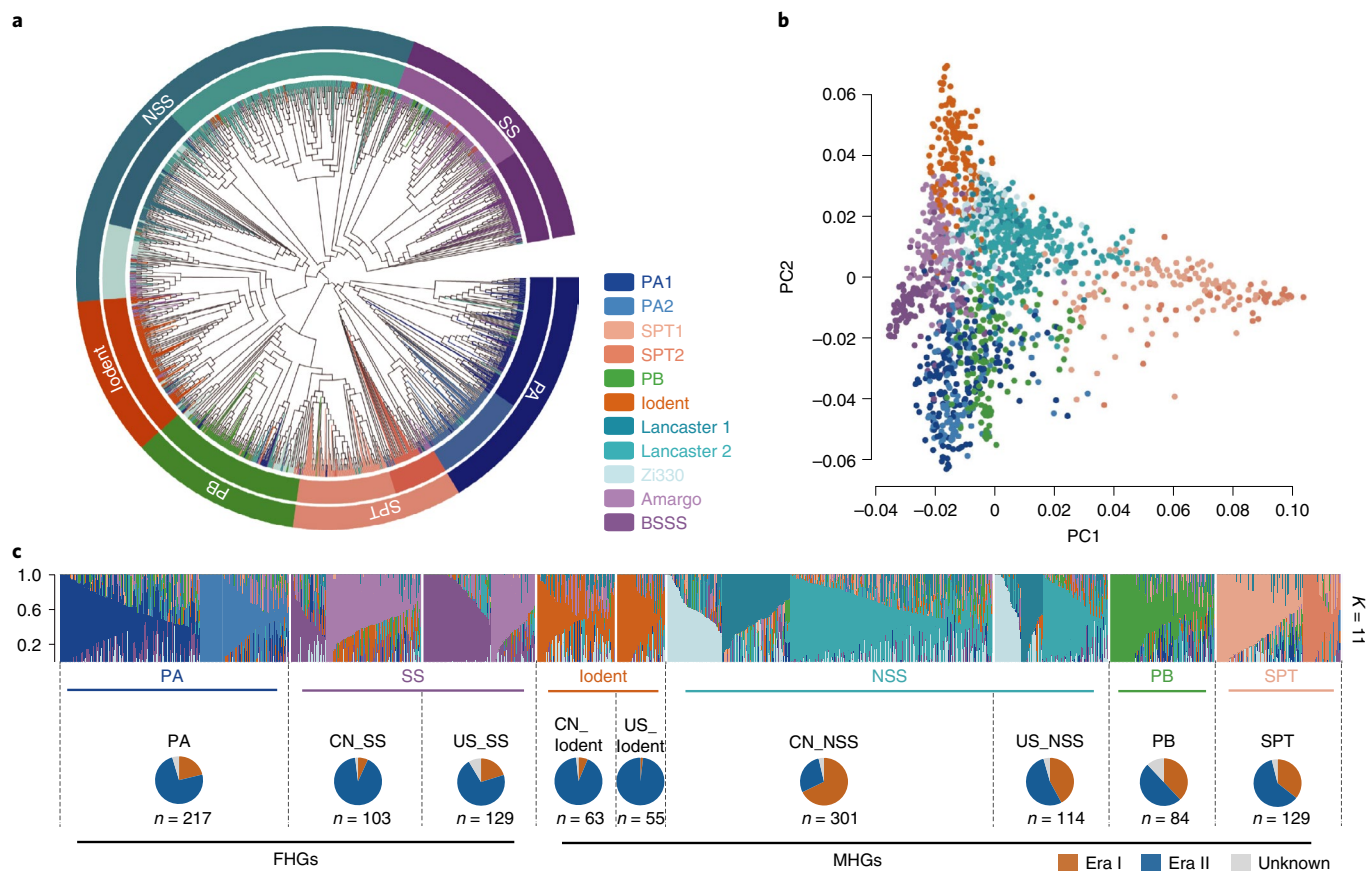 a
SSN
SS
Iodent
PB
SPT
PA
PA1
PA2
SPT1
SPT2
PB
Iodent
Lancaster 1
Lancaster 2
Zi330
Amargo
BSSS
b
0.06
0.04
0.02
0
−0.02
−0.04
−0.06
PC2
−0.04
−0.02
0
0.02
0.04
0.06
0.08
0.10
PC1
c
1.0
0.6
0.2
K = 11
PA
SS
Iodent
NSS
PB
SPT
PA
CN_SS
US_SS
CN_
Iodent
US_
Iodent
CN_NSS
US_NSS
PB
SPT
n = 217
n = 103
n = 129
n = 63
n = 55
n = 301
n = 114
n = 84
n = 129
FHGs
MHGs
Era I
Era II
Unknown